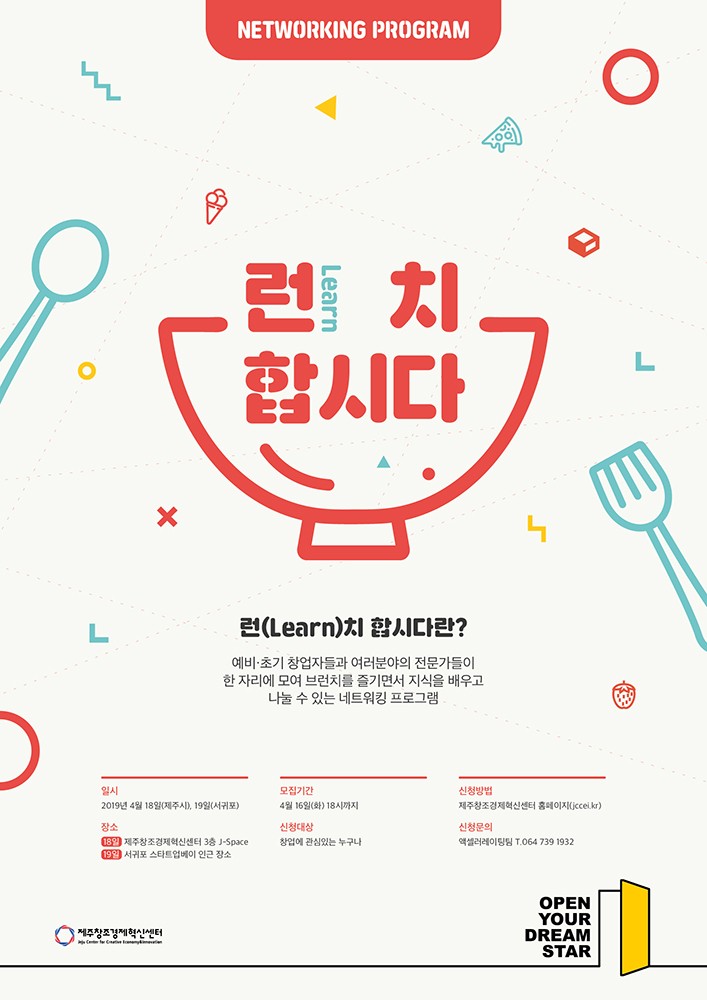 NETWORKING PROGRAM
런 Learn 치
합시다
런(Learn)치 합시다란?
예비·초기 창업자들과 여러분야의 전문가들이
한 자리에 모여 브런치를 즐기면서 지식을 배우고
나눌 수 있는 네트워킹 프로그램
일시
2019년 4월 18일(제주시), 19일(서귀포)
장소
18일 제주창조경제혁신센터 3층 J-Space
19일 서귀포 스타트업베이 인근 장소
모집기간
4월 16일(화) 18시까지
신청대상
창업에 관심있는 누구나
신청방법
제주창조경제혁신센터 홈페이지(jccei.kr)
신청문의
액셀러레이팅팀 T.064 739 1932
제주창조경제혁신센터
Jeju Center for Creative Economy&Innovation
OPEN
YOUR
DREAM
STAR